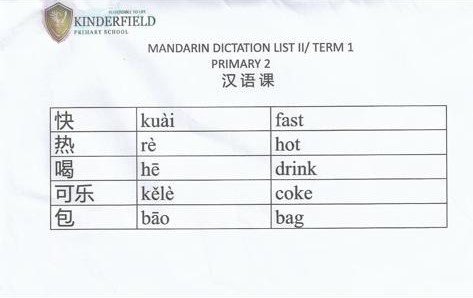 KINDERFIELD
PRIMARY SCHOOL
MANDARIN DICTATION LIST II/ TERM 1
PRIMARY 2
汉语课
快 kuài fast
热 rè hot
喝 hē drink
可乐 kělè coke
包 bāo bag